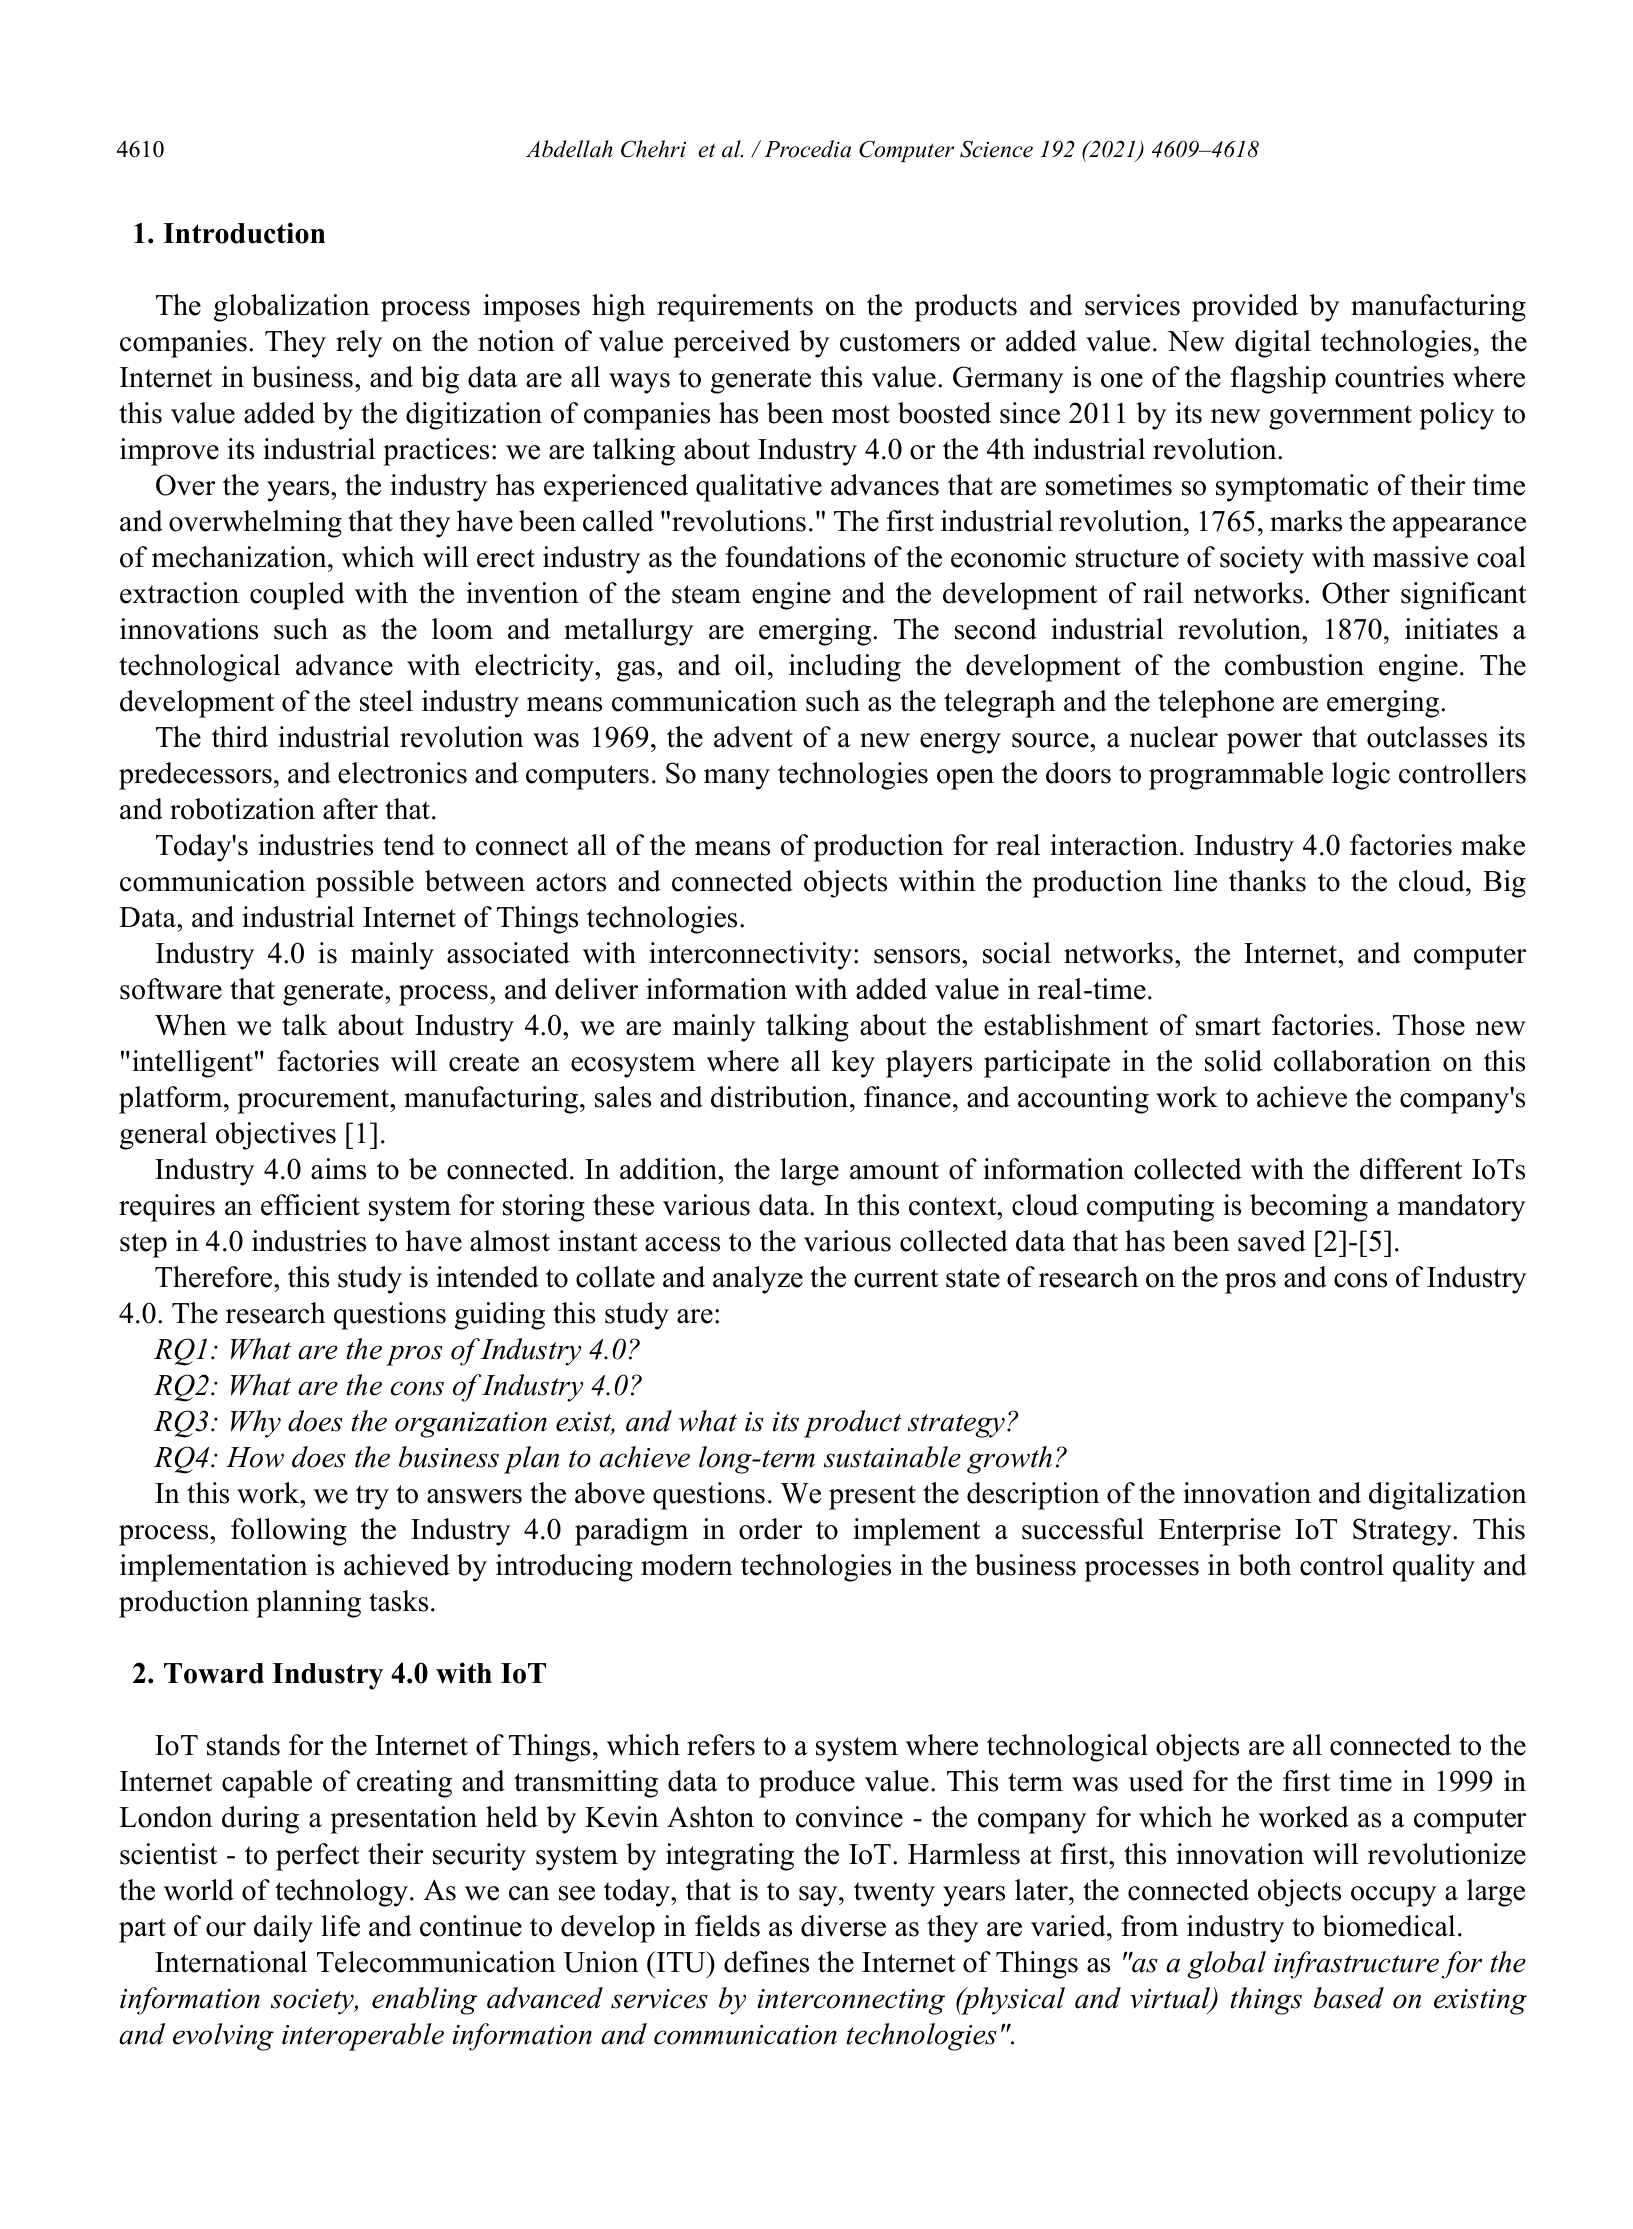 4610
Abdellah Chehri et al. / Procedia Computer Science 192 (2021) 4609–4618
1. Introduction
The globalization process imposes high requirements on the products and services provided by manufacturing
companies. They rely on the notion of value perceived by customers or added value. New digital technologies, the
Internet in business, and big data are all ways to generate this value. Germany is one of the flagship countries where
this value added by the digitization of companies has been most boosted since 2011 by its new government policy to
improve its industrial practices: we are talking about Industry 4.0 or the 4th industrial revolution.
Over the years, the industry has experienced qualitative advances that are sometimes so symptomatic of their time
and overwhelming that they have been called "revolutions." The first industrial revolution, 1765, marks the appearance
of mechanization, which will erect industry as the foundations of the economic structure of society with massive coal
extraction coupled with the invention of the steam engine and the development of rail networks. Other significant
innovations such as the loom and metallurgy are emerging. The second industrial revolution, 1870, initiates a
technological advance with electricity, gas, and oil, including the development of the combustion engine. The
development of the steel industry means communication such as the telegraph and the telephone are emerging.
The third industrial revolution was 1969, the advent of a new energy source, a nuclear power that outclasses its
predecessors, and electronics and computers. So many technologies open the doors to programmable logic controllers
and robotization after that.
Today's industries tend to connect all of the means of production for real interaction. Industry 4.0 factories make
communication possible between actors and connected objects within the production line thanks to the cloud, Big
Data, and industrial Internet of Things technologies.
Industry 4.0 is mainly associated with interconnectivity: sensors, social networks, the Internet, and computer
software that generate, process, and deliver information with added value in real-time.
When we talk about Industry 4.0, we are mainly talking about the establishment of smart factories. Those new
"intelligent" factories will create an ecosystem where all key players participate in the solid collaboration on this
platform, procurement, manufacturing, sales and distribution, finance, and accounting work to achieve the company's
general objectives [1].
Industry 4.0 aims to be connected. In addition, the large amount of information collected with the different IoTs
requires an efficient system for storing these various data. In this context, cloud computing is becoming a mandatory
step in 4.0 industries to have almost instant access to the various collected data that has been saved [2]-[5].
Therefore, this study is intended to collate and analyze the current state of research on the pros and cons of Industry
4.0. The research questions guiding this study are:
RQ1: What are the pros of Industry 4.0?
RQ2: What are the cons of Industry 4.0?
RQ3: Why does the organization exist, and what is its product strategy?
RQ4: How does the business plan to achieve long-term sustainable growth?
In this work, we try to answers the above questions. We present the description of the innovation and digitalization
process, following the Industry 4.0 paradigm in order to implement a successful Enterprise IoT Strategy. This
implementation is achieved by introducing modern technologies in the business processes in both control quality and
production planning tasks.
2. Toward Industry 4.0 with IoT
IoT stands for the Internet of Things, which refers to a system where technological objects are all connected to the
Internet capable of creating and transmitting data to produce value. This term was used for the first time in 1999 in
London during a presentation held by Kevin Ashton to convince - the company for which he worked as a computer
scientist - to perfect their security system by integrating the IoT. Harmless at first, this innovation will revolutionize
the world of technology. As we can see today, that is to say, twenty years later, the connected objects occupy a large
part of our daily life and continue to develop in fields as diverse as they are varied, from industry to biomedical.
International Telecommunication Union (ITU) defines the Internet of Things as "as a global infrastructure for the
information society, enabling advanced services by interconnecting (physical and virtual) things based on existing
and evolving interoperable information and communication technologies".